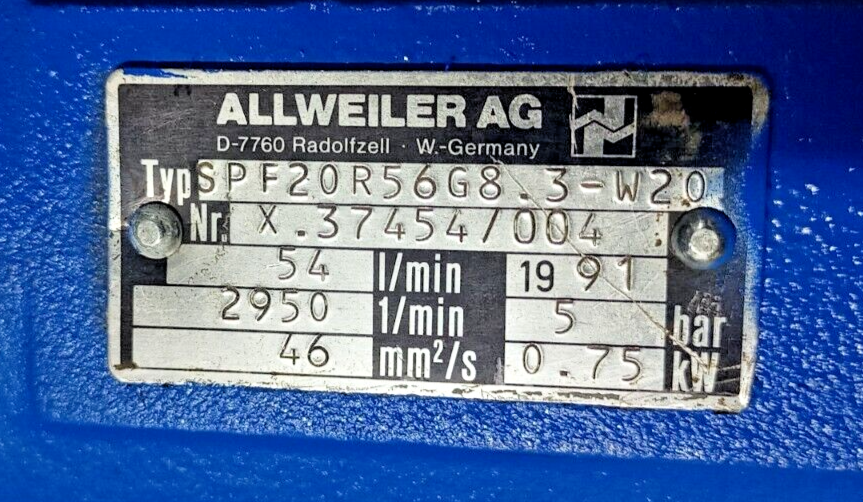 ALLWEILER AG
D-7760 Radolfzell · W.-Germany
Typ SPF20R56G8.3-W20
Nr. X.37454/004
54 l/min 1991
2950 1/min 5 bar
46 mm²/s 0.75 kW